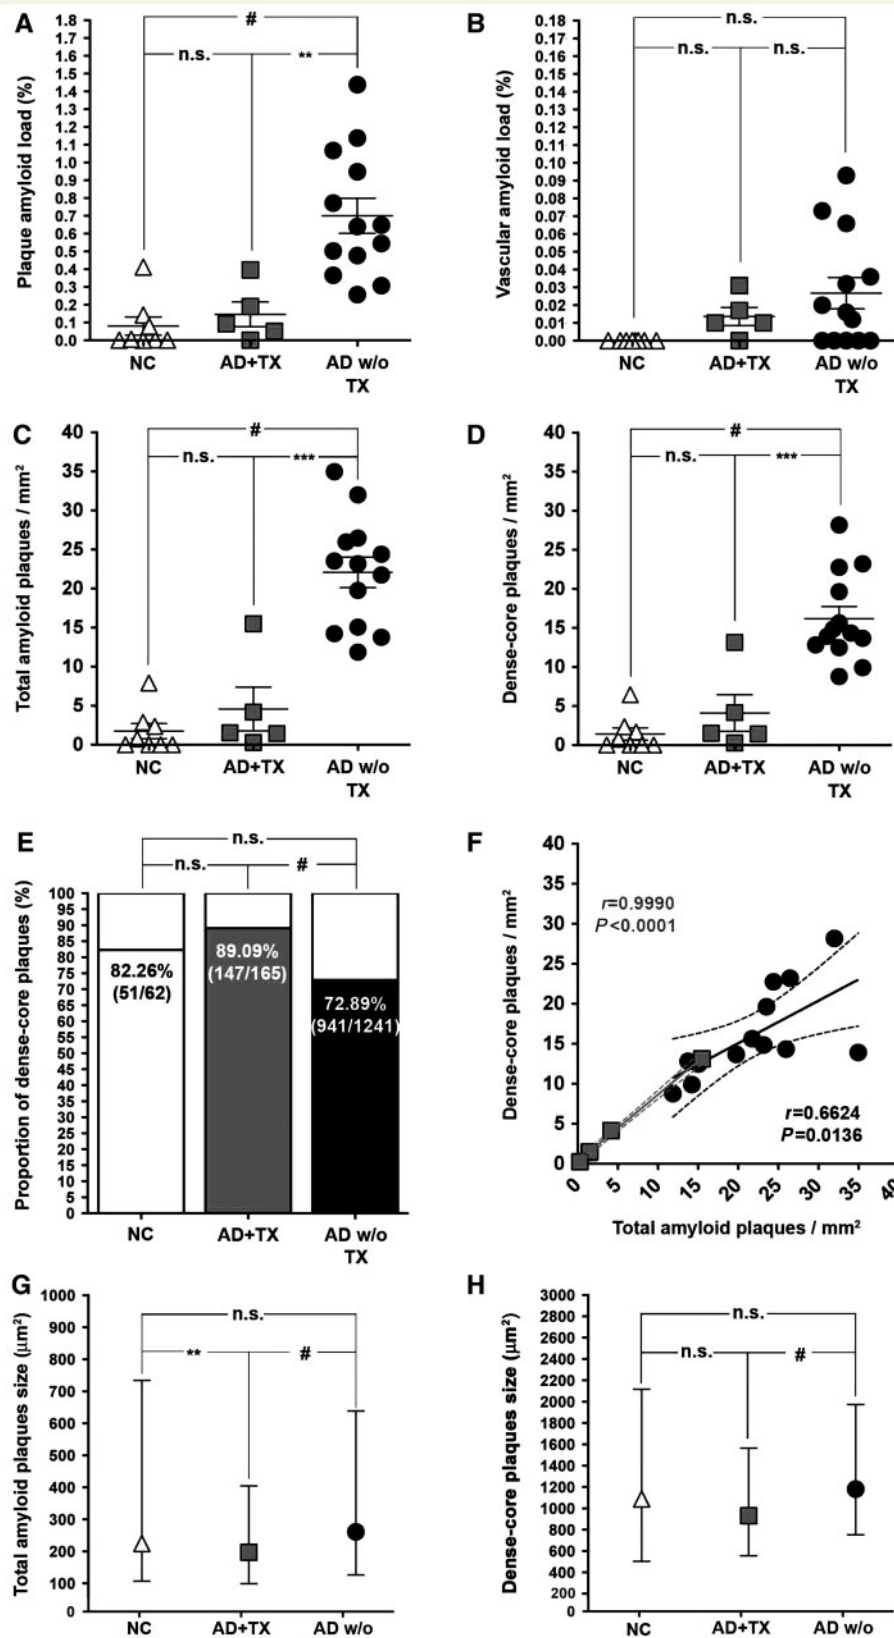 A
Plaque amyloid load (%)
1.8
1.7
1.6
1.5
1.4
1.3
1.2
1.1
1.0
0.9
0.8
0.7
0.6
0.5
0.4
0.3
0.2
0.1
0.0
#
n.s.
**
NC
AD+TX
AD w/o
TX
B
Vascular amyloid load (%)
0.18
0.17
0.16
0.15
0.14
0.13
0.12
0.11
0.10
0.09
0.08
0.07
0.06
0.05
0.04
0.03
0.02
0.01
0.00
n.s.
n.s.
n.s.
NC
AD+TX
AD w/o
TX
C
Total amyloid plaques / mm²
40
35
30
25
20
15
10
5
0
#
n.s.
***
NC
AD+TX
AD w/o
TX
D
Dense-core plaques / mm²
40
35
30
25
20
15
10
5
0
#
n.s.
***
NC
AD+TX
AD w/o
TX
E
Proportion of dense-core plaques (%)
100
95
90
85
80
75
70
65
60
55
50
45
40
35
30
25
20
15
10
5
0
n.s.
n.s.
#
82.26%
(51/62)
89.09%
(147/165)
72.89%
(941/1241)
NC
AD+TX
AD w/o
TX
F
Dense-core plaques / mm²
40
35
30
25
20
15
10
5
0
r=0.9990
P<0.0001
r=0.6624
P=0.0136
0 5 10 15 20 25 30 35 40
Total amyloid plaques / mm²
G
Total amyloid plaques size (μm²)
1000
900
800
700
600
500
400
300
200
100
0
n.s.
**
#
NC
AD+TX
AD w/o
H
Dense-core plaques size (μm²)
3000
2800
2600
2400
2200
2000
1800
1600
1400
1200
1000
800
600
400
200
0
n.s.
n.s.
#
NC
AD+TX
AD w/o